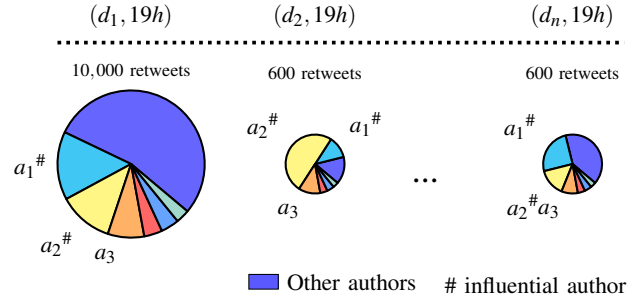 (d₁, 19h) (d₂, 19h) (dₙ, 19h)
10,000 retweets 600 retweets 600 retweets
a₂# a₁# a₁#
a₁#
a₃ a₂# a₃
a₂# a₃
...
Other authors # influential author